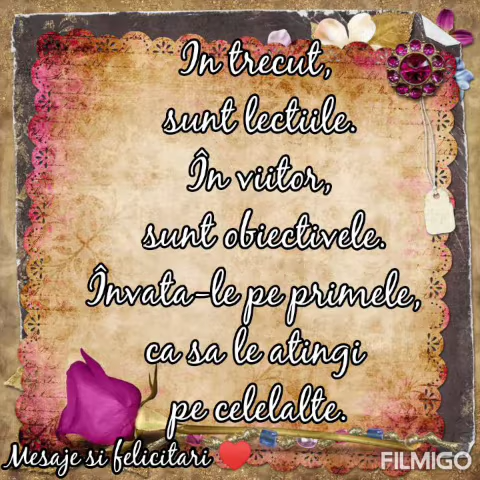 In trecut,
sunt lectiile.
În viitor,
sunt obiectivele.
Învata-le pe primele,
ca sa le atingi
pe celelalte.
Mesaje si felicitari
FILMIGO